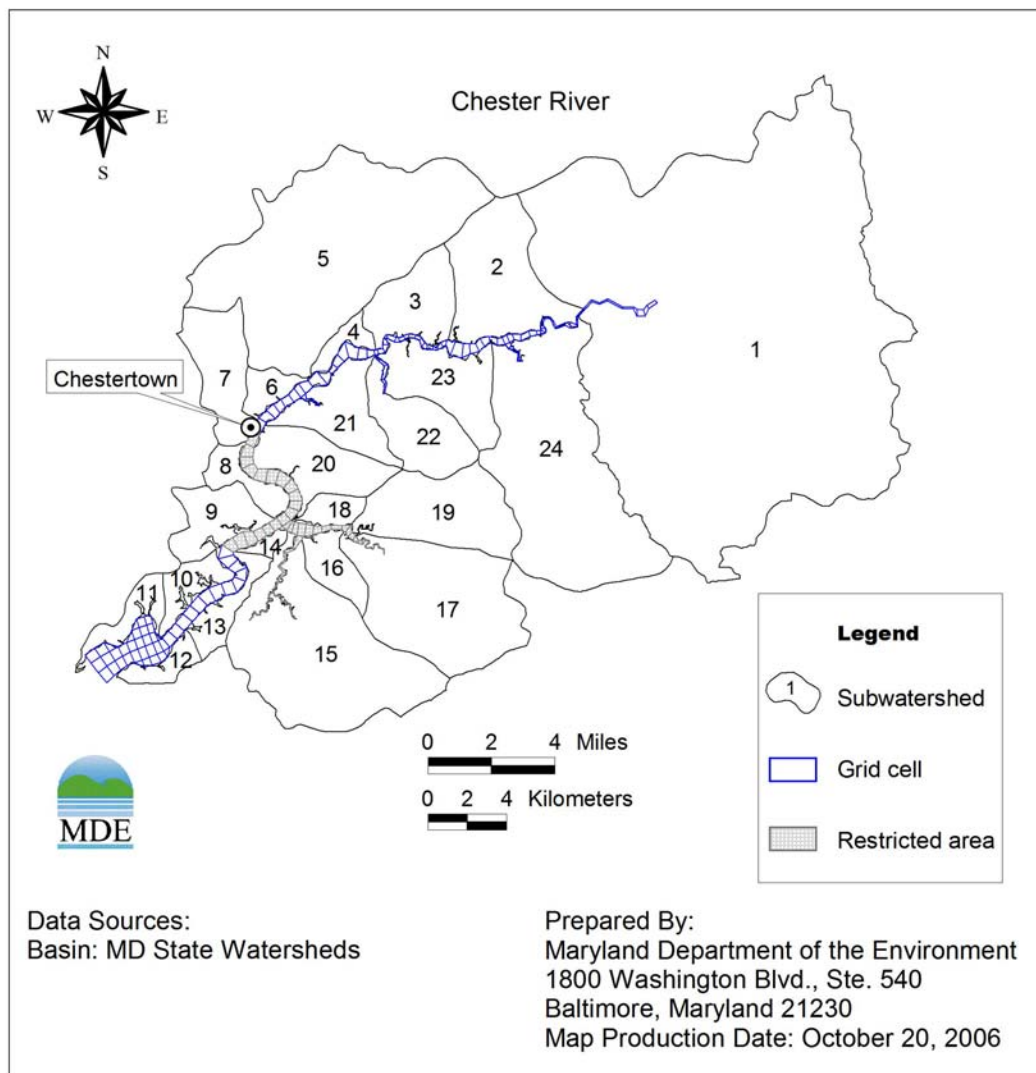 N
W E
S
Chester River
5
2
3
4
1
7
Chestertown
6
23
21
22
24
8
20
9
18
19
14
16
10
11
17
13
12
15
Legend
1 Subwatershed
Grid cell
Restricted area
0 2 4 Miles
0 2 4 Kilometers
MDE
Data Sources:
Basin: MD State Watersheds
Prepared By:
Maryland Department of the Environment
1800 Washington Blvd., Ste. 540
Baltimore, Maryland 21230
Map Production Date: October 20, 2006